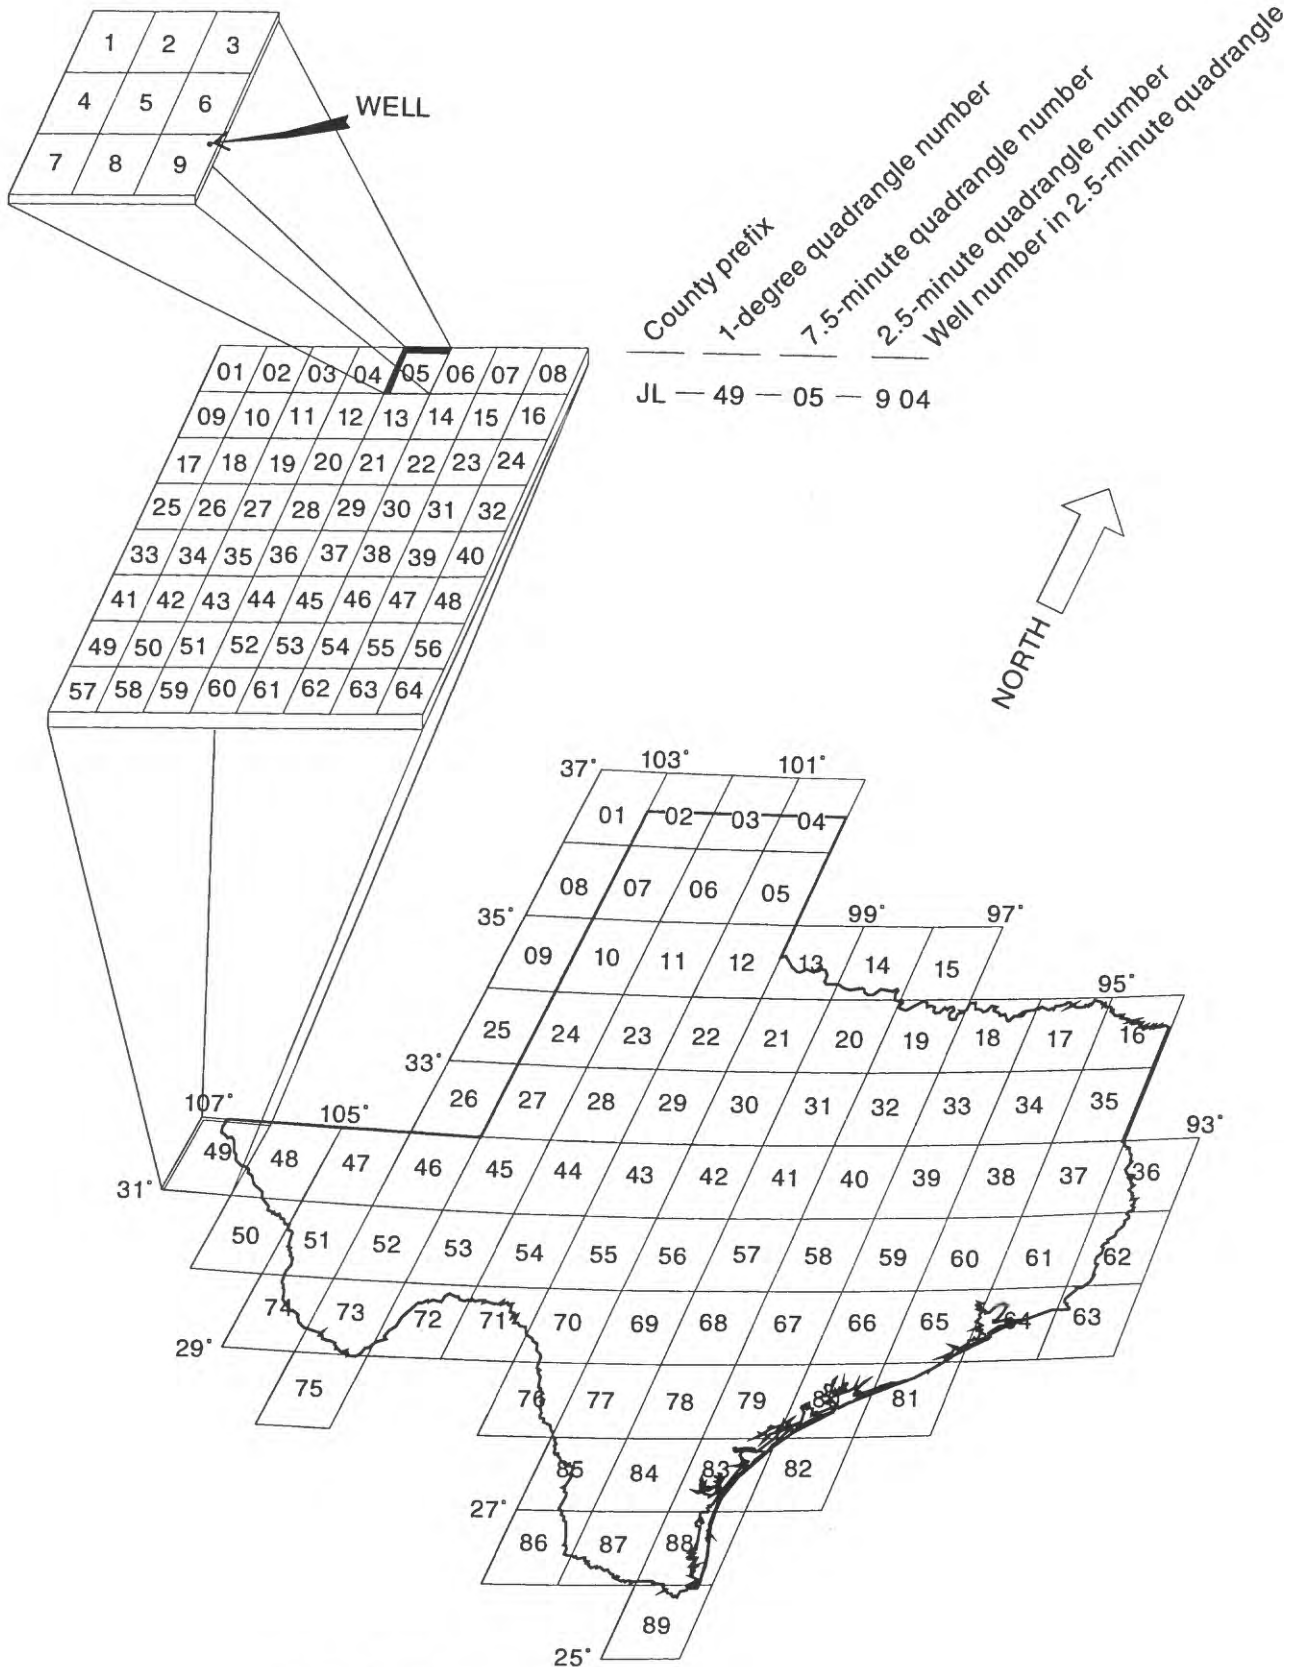 1 2 3
4 5 6
7 8 9
WELL
County prefix
1-degree quadrangle number
7.5-minute quadrangle number
2.5-minute quadrangle number
Well number in 2.5-minute quadrangle
JL — 49 — 05 — 9 04
01 02 03 04 05 06 07 08
09 10 11 12 13 14 15 16
17 18 19 20 21 22 23 24
25 26 27 28 29 30 31 32
33 34 35 36 37 38 39 40
41 42 43 44 45 46 47 48
49 50 51 52 53 54 55 56
57 58 59 60 61 62 63 64
NORTH
37° 103° 101°
01 02 03 04
08 07 06 05
35° 99° 97°
09 10 11 12 13 14 15
95°
25 24 23 22 21 20 19 18 17 16
33°
26 27 28 29 30 31 32 33 34 35
107° 105° 93°
49 48 47 46 45 44 43 42 41 40 39 38 37 36
31°
50 51 52 53 54 55 56 57 58 59 60 61 62
74 73 72 71 70 69 68 67 66 65 64 63
29°
75 76 77 78 79 80 81
85 84 83 82
27°
86 87 88
89
25°